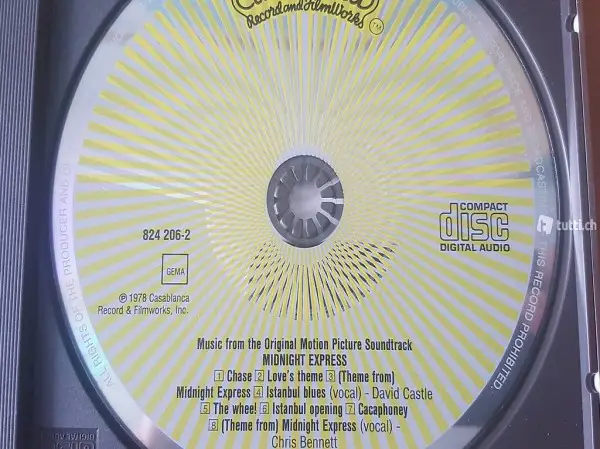 Record and FilmWorks
TM
824 206-2
GEMA
℗ 1978 Casablanca
Record & Filmworks, Inc.
COMPACT
disc
DIGITAL AUDIO
tutti.ch
Music from the Original Motion Picture Soundtrack
MIDNIGHT EXPRESS
1 Chase 2 Love's theme 3 (Theme from)
Midnight Express 4 Istanbul blues (vocal) - David Castle
5 The wheel 6 Istanbul opening 7 Cacaphoney
8 (Theme from) Midnight Express (vocal) -
Chris Bennett
ALL RIGHTS OF THE PRODUCER AND OF
THIS RECORD PROHIBITED.